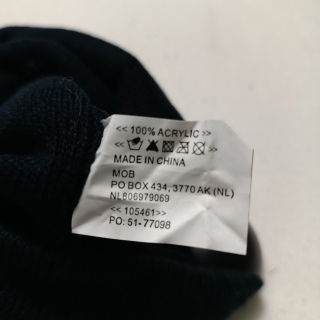 << 100% ACRYLIC >>
<< >>
MADE IN CHINA
MOB
PO BOX 434, 3770 AK (NL)
NL806979069
<< 105461>>
PO: 51-77098